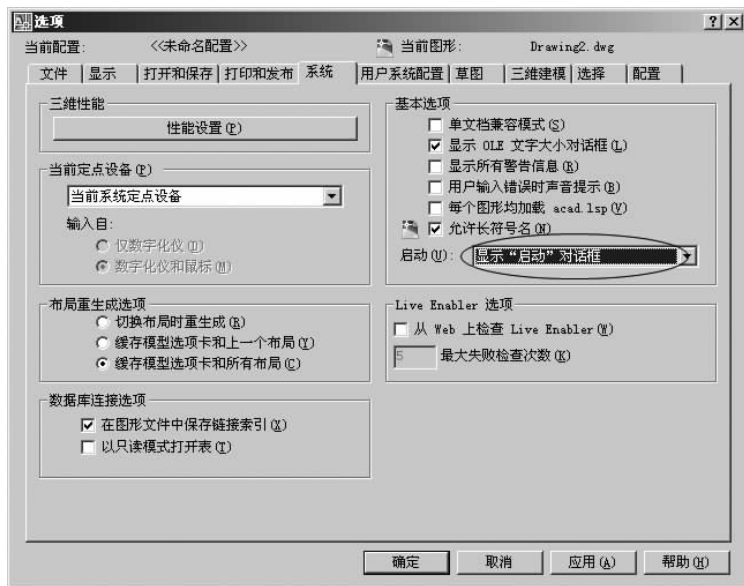 选项
当前配置: <<未命名配置>> 当前图形: Drawing2.dwg
文件 显示 打开和保存 打印和发布 系统 用户系统配置 草图 三维建模 选择 配置
三维性能
性能设置(P)
当前定点设备(P)
当前系统定点设备
输入自:
仅数字化仪(D)
数字化仪和鼠标(M)
布局重生成选项
切换布局时重生成(R)
缓存模型选项卡和上一个布局(Y)
缓存模型选项卡和所有布局(C)
数据库连接选项
在图形文件中保存链接索引(X)
以只读模式打开表(T)
基本选项
单文档兼容模式(S)
显示 OLE 文字大小对话框(L)
显示所有警告信息(R)
用户输入错误时声音提示(B)
每个图形均加载 acad.lsp(V)
允许长符号名(N)
启动(U): 显示“启动”对话框
Live Enabler 选项
从 Web 上检查 Live Enabler(W)
5 最大失败检查次数(K)
确定 取消 应用(A) 帮助(H)